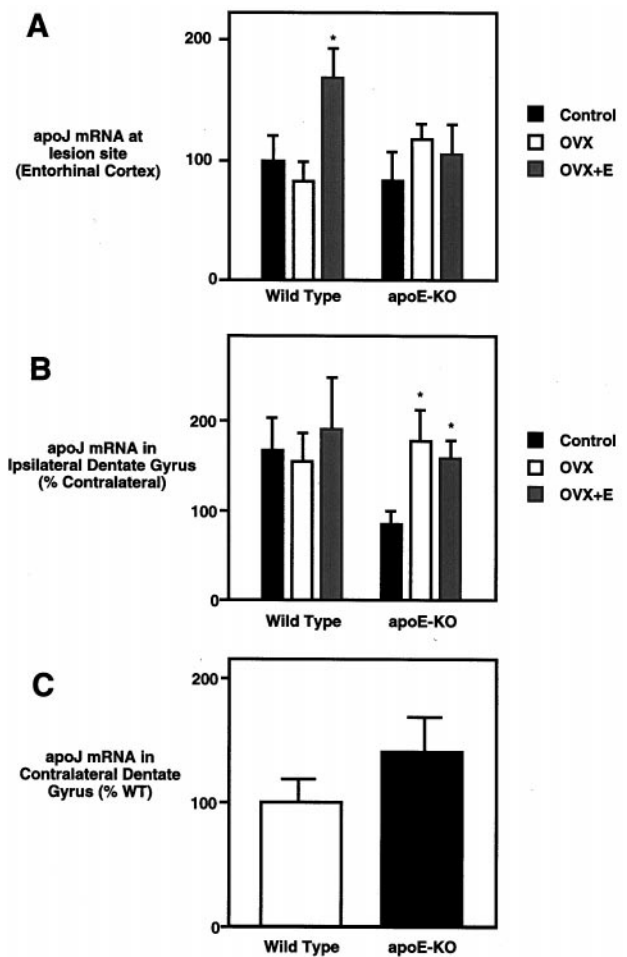 A
200
*
Control
apoJ mRNA at
lesion site
(Entorhinal Cortex)
OVX
100
OVX+E
0
Wild Type
apoE-KO
B
200
*
*
Control
apoJ mRNA in
Ipsilateral Dentate Gyrus
(% Contralateral)
OVX
OVX+E
100
0
Wild Type
apoE-KO
C
200
apoJ mRNA in
Contralateral Dentate
Gyrus (% WT)
100
0
Wild Type
apoE-KO